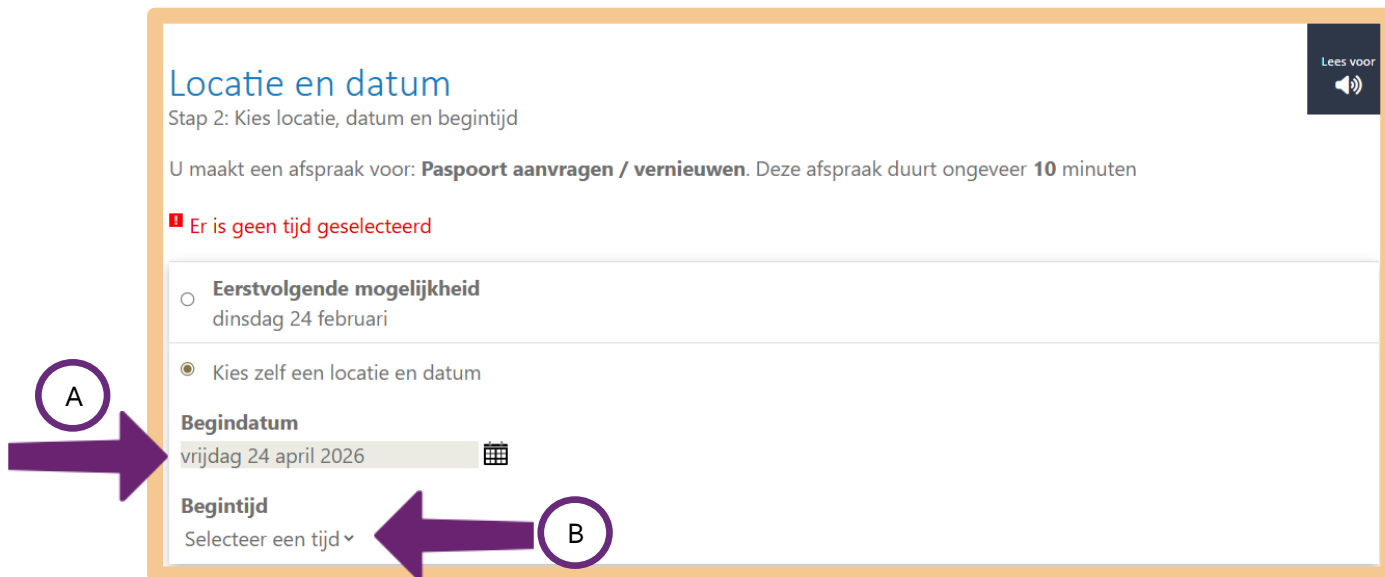 Locatie en datum
Lees voor
Stap 2: Kies locatie, datum en begintijd
U maakt een afspraak voor: Paspoort aanvragen / vernieuwen. Deze afspraak duurt ongeveer 10 minuten
Er is geen tijd geselecteerd
Eerstvolgende mogelijkheid
dinsdag 24 februari
Kies zelf een locatie en datum
A
Begindatum
vrijdag 24 april 2026
Begintijd
Selecteer een tijd
B